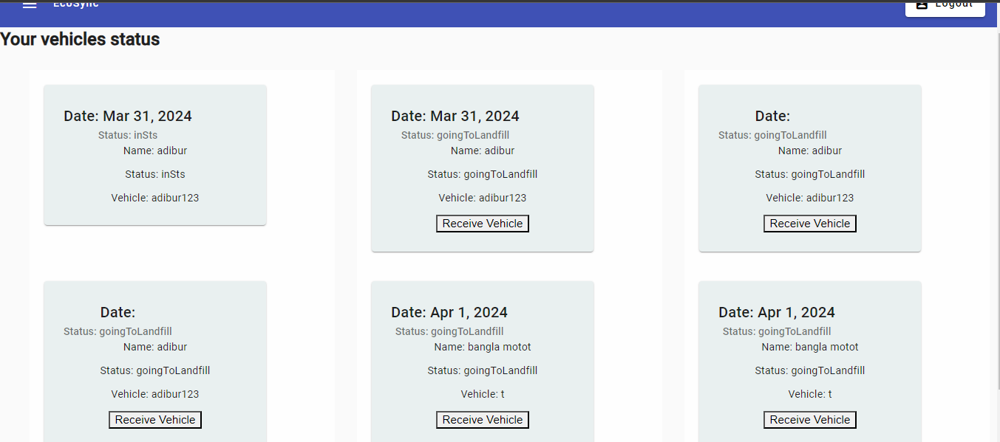 EcoSync
Logout
Your vehicles status
Date: Mar 31, 2024
Status: inSts
Name: adibur
Status: inSts
Vehicle: adibur123
Date: Mar 31, 2024
Status: goingToLandfill
Name: adibur
Status: goingToLandfill
Vehicle: adibur123
Receive Vehicle
Date:
Status: goingToLandfill
Name: adibur
Status: goingToLandfill
Vehicle: adibur123
Receive Vehicle
Date:
Status: goingToLandfill
Name: adibur
Status: goingToLandfill
Vehicle: adibur123
Receive Vehicle
Date: Apr 1, 2024
Status: goingToLandfill
Name: bangla motot
Status: goingToLandfill
Vehicle: t
Receive Vehicle
Date: Apr 1, 2024
Status: goingToLandfill
Name: bangla motot
Status: goingToLandfill
Vehicle: t
Receive Vehicle